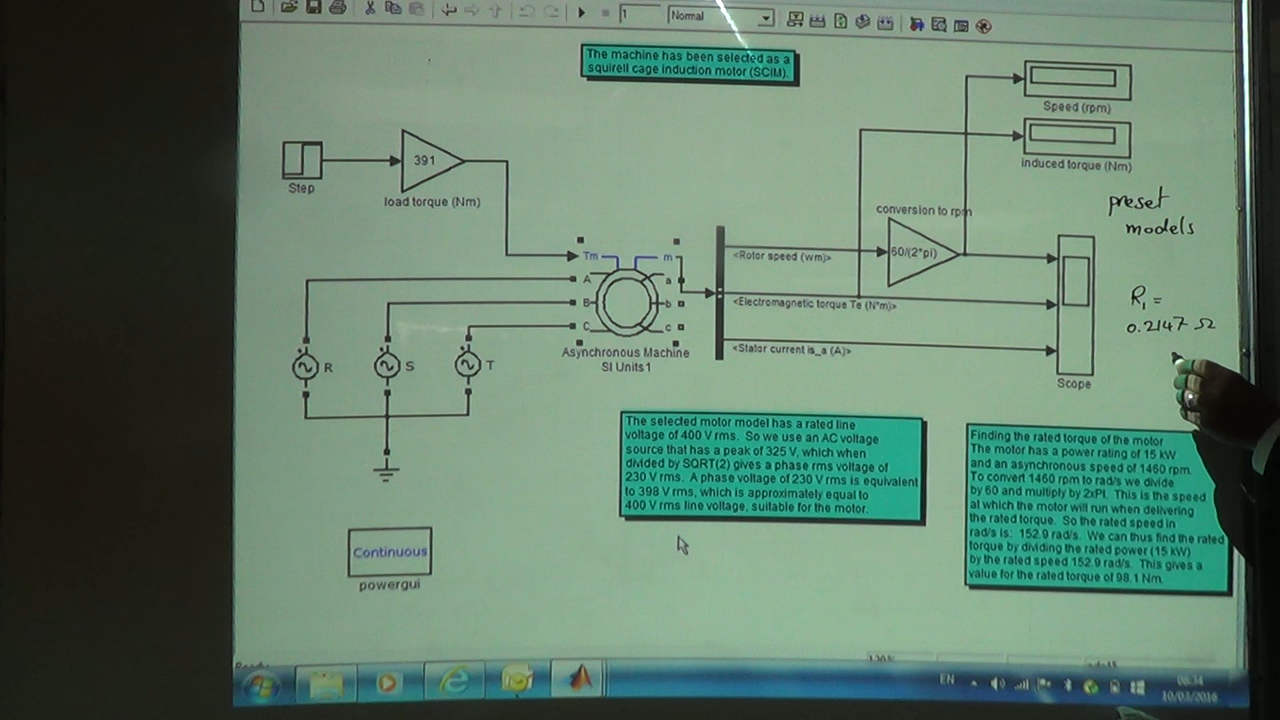 1
Normal
The machine has been selected as a
squirell cage induction motor (SCIM).
Speed (rpm)
induced torque (Nm)
Step
391
load torque (Nm)
conversion to rpm
60/(2*pi)
preset
models
Tm
m
<Rotor speed (wm)>
A
a
B
b
<Electromagnetic torque Te (N*m)>
C
c
<Stator current is_a (A)>
R₁ =
0.2147 Ω
Asynchronous Machine
SI Units1
R
S
T
Scope
The selected motor model has a rated line
voltage of 400 V rms. So we use an AC voltage
source that has a peak of 325 V, which when
divided by SQRT(2) gives a phase rms voltage of
230 V rms. A phase voltage of 230 V rms is equivalent
to 398 V rms, which is approximately equal to
400 V rms line voltage, suitable for the motor.
Finding the rated torque of the motor
The motor has a power rating of 15 kW
and an asynchronous speed of 1460 rpm.
To convert 1460 rpm to rad/s we divide
by 60 and multiply by 2xPI. This is the speed
at which the motor will run when delivering
the rated torque. So the rated speed in
rad/s is: 152.9 rad/s. We can thus find the rated
torque by dividing the rated power (15 kW)
by the rated speed 152.9 rad/s. This gives a
value for the rated torque of 98.1 Nm.
Continuous
powergui
EN
08:34
10/03/2016